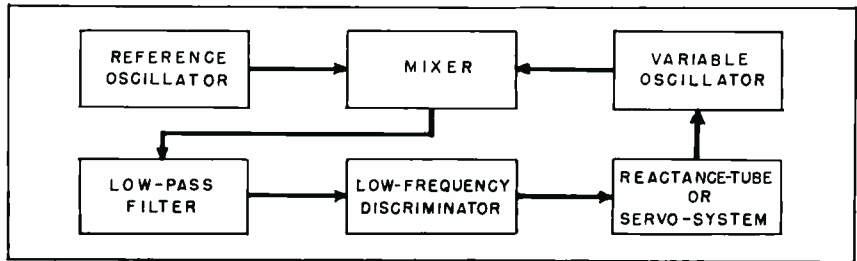 REFERENCE
OSCILLATOR
MIXER
VARIABLE
OSCILLATOR
LOW-PASS
FILTER
LOW-FREQUENCY
DISCRIMINATOR
REACTANCE-TUBE
OR
SERVO-SYSTEM